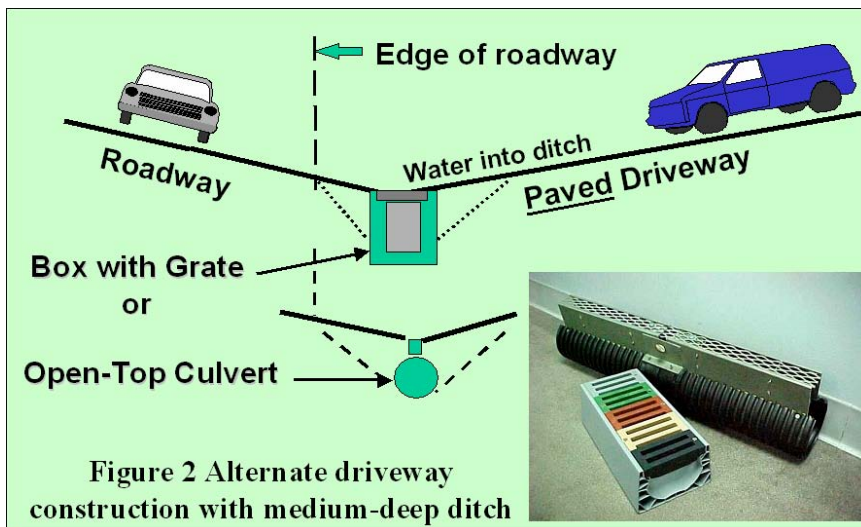 Edge of roadway
Roadway
Water into ditch
Paved Driveway
Box with Grate
or
Open-Top Culvert
Figure 2 Alternate driveway
construction with medium-deep ditch